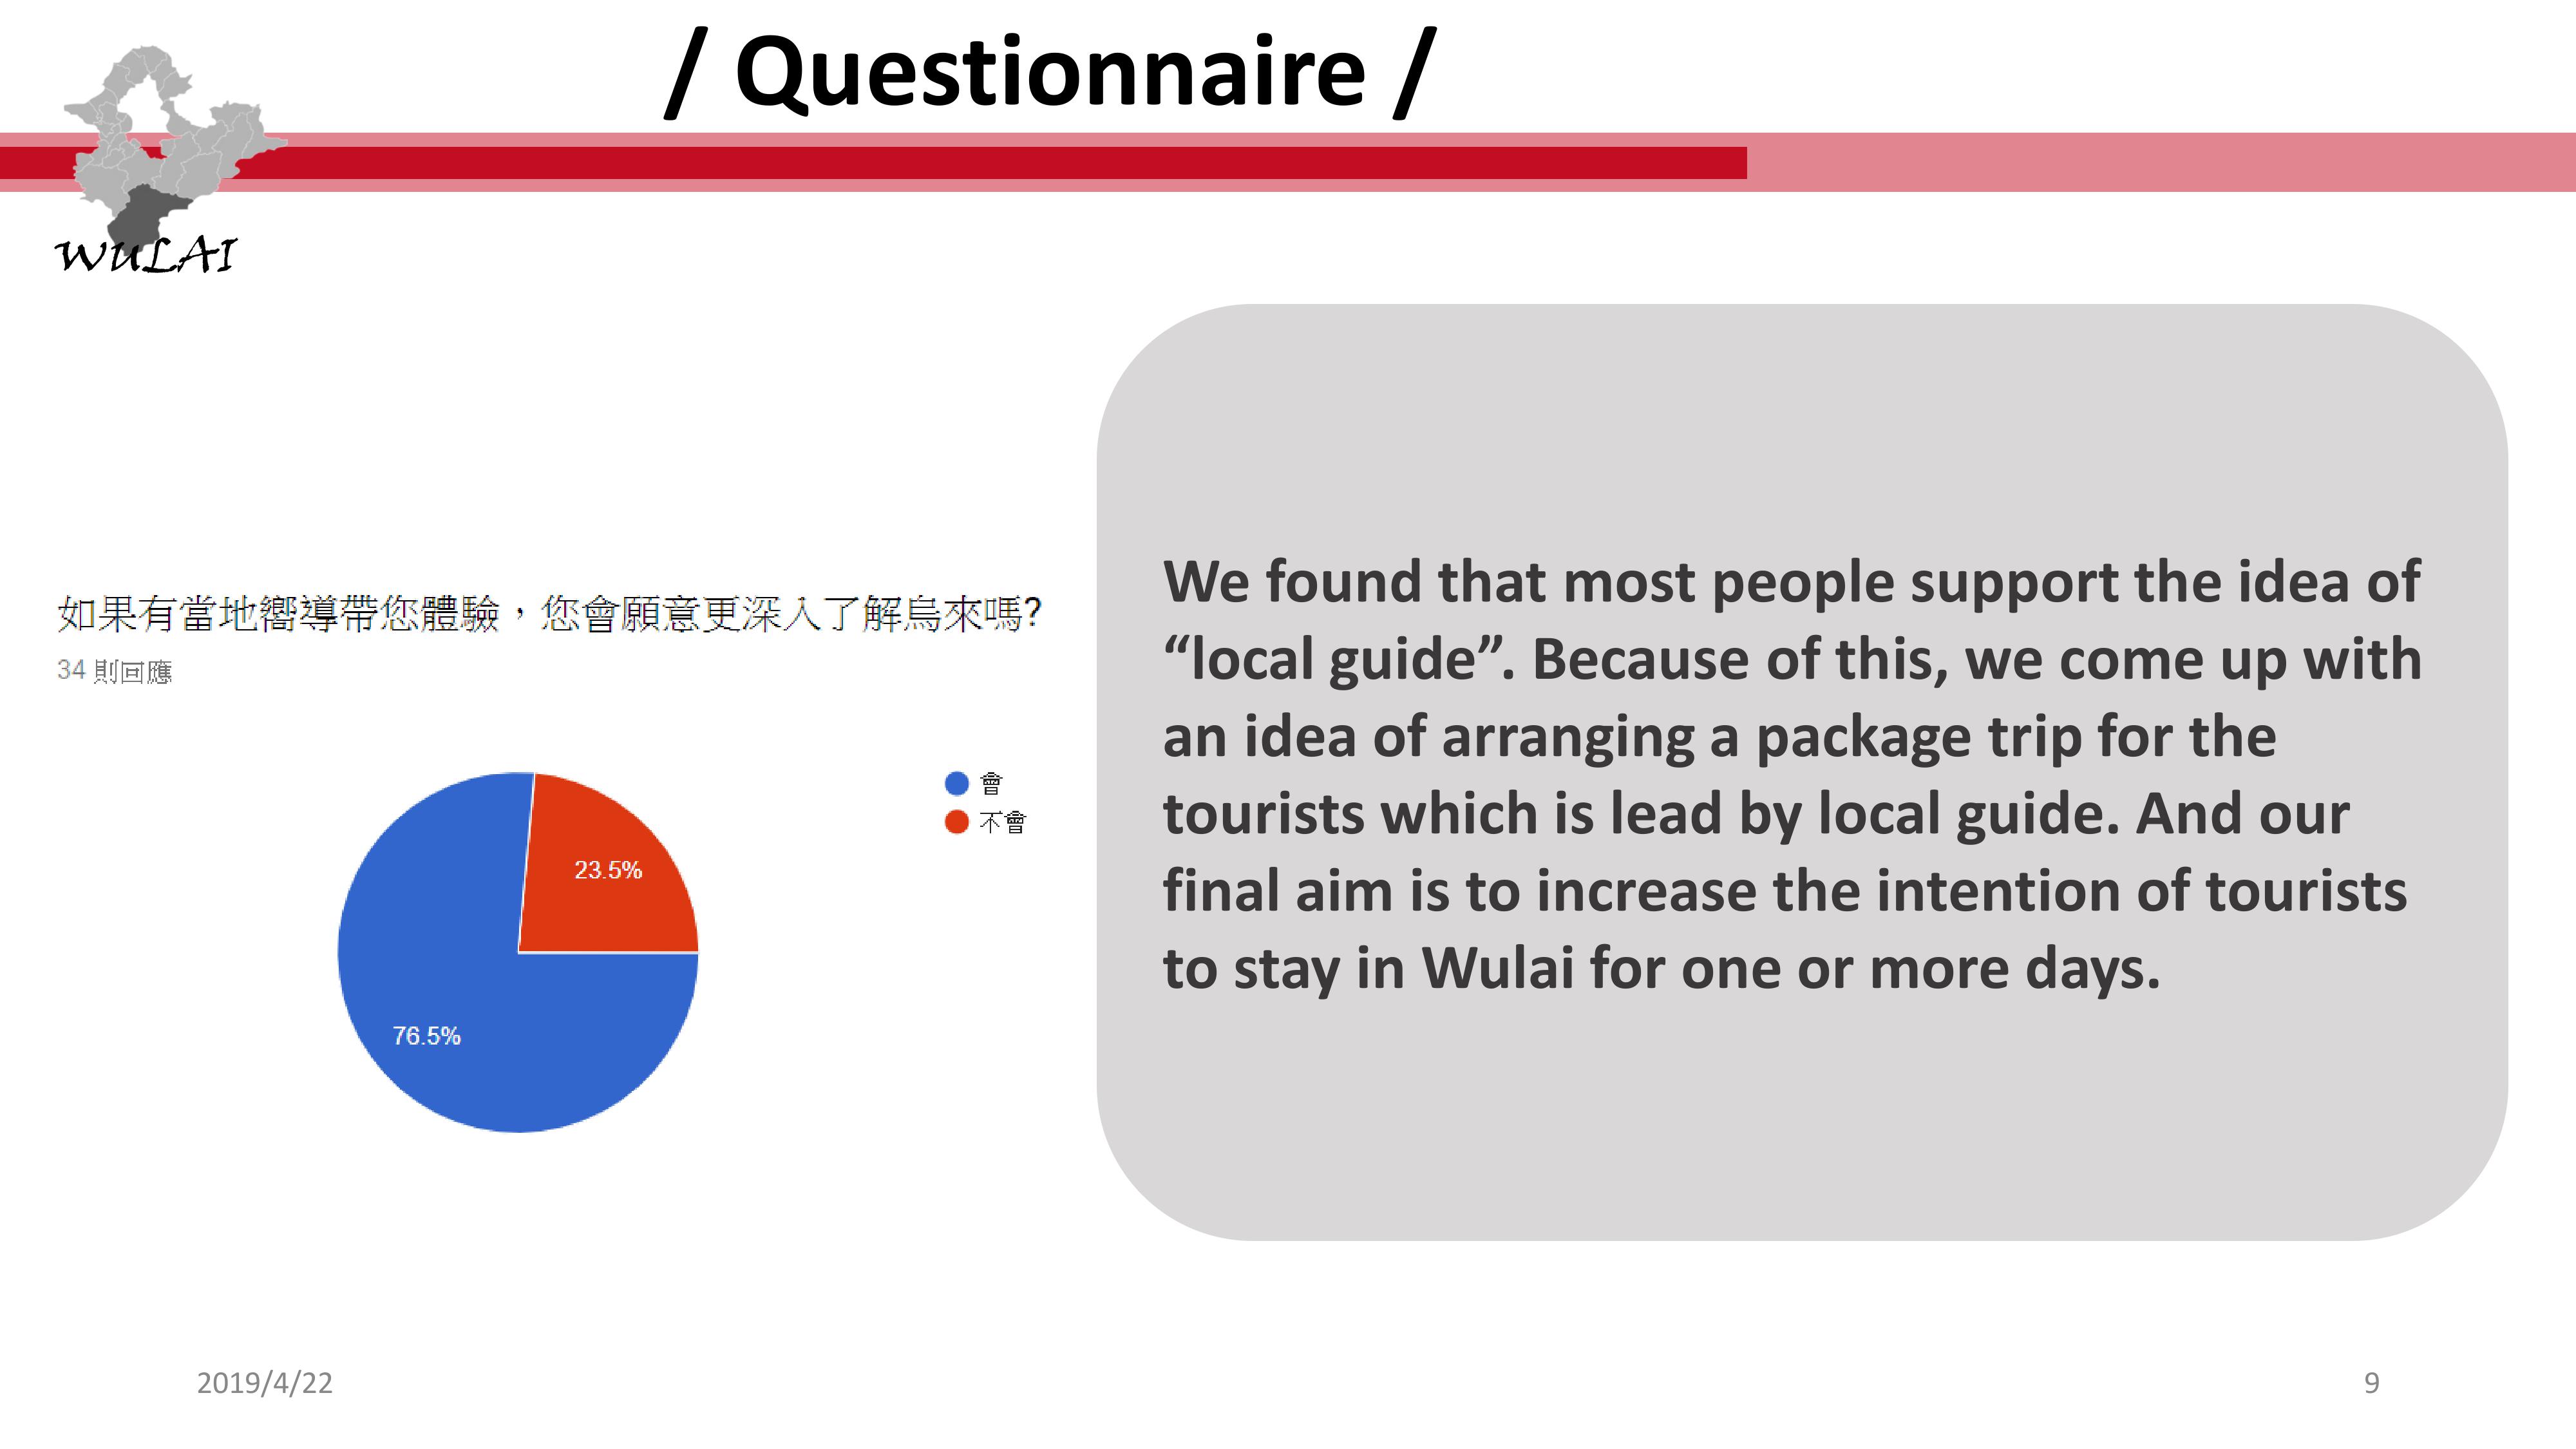 / Questionnaire /
WULAI
如果有當地嚮導帶您體驗，您會願意更深入了解烏來嗎?
34 則回應
會
不會
23.5%
76.5%
We found that most people support the idea of
“local guide”. Because of this, we come up with
an idea of arranging a package trip for the
tourists which is lead by local guide. And our
final aim is to increase the intention of tourists
to stay in Wulai for one or more days.
2019/4/22
9